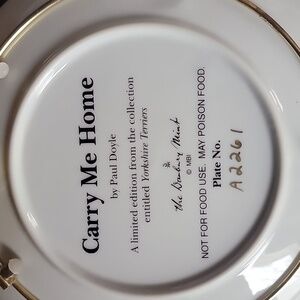 Carry Me Home
by Paul Doyle
A limited edition from the collection
entitled Yorkshire Terriers
the Danbury Mint
© MBI
NOT FOR FOOD USE. MAY POISON FOOD.
Plate No.
A2261